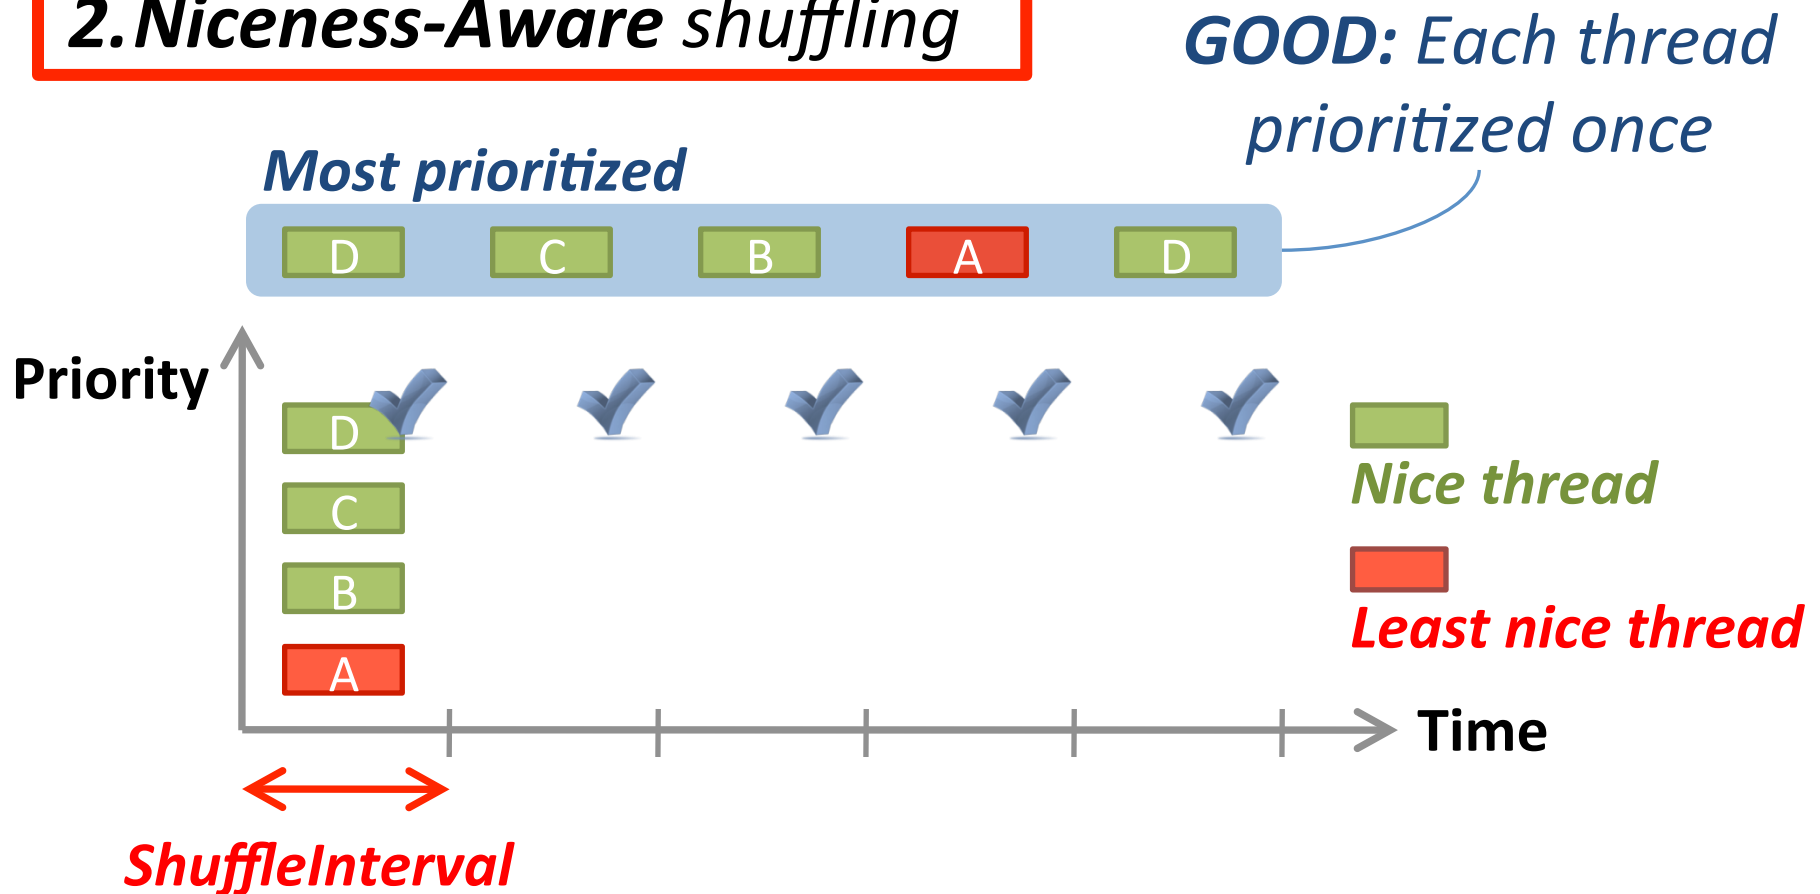 2. Niceness-Aware shuffling
GOOD: Each thread
prioritized once
Most prioritized
D C B A D
Priority
D
C
B
A
Nice thread
Least nice thread
Time
ShuffleInterval